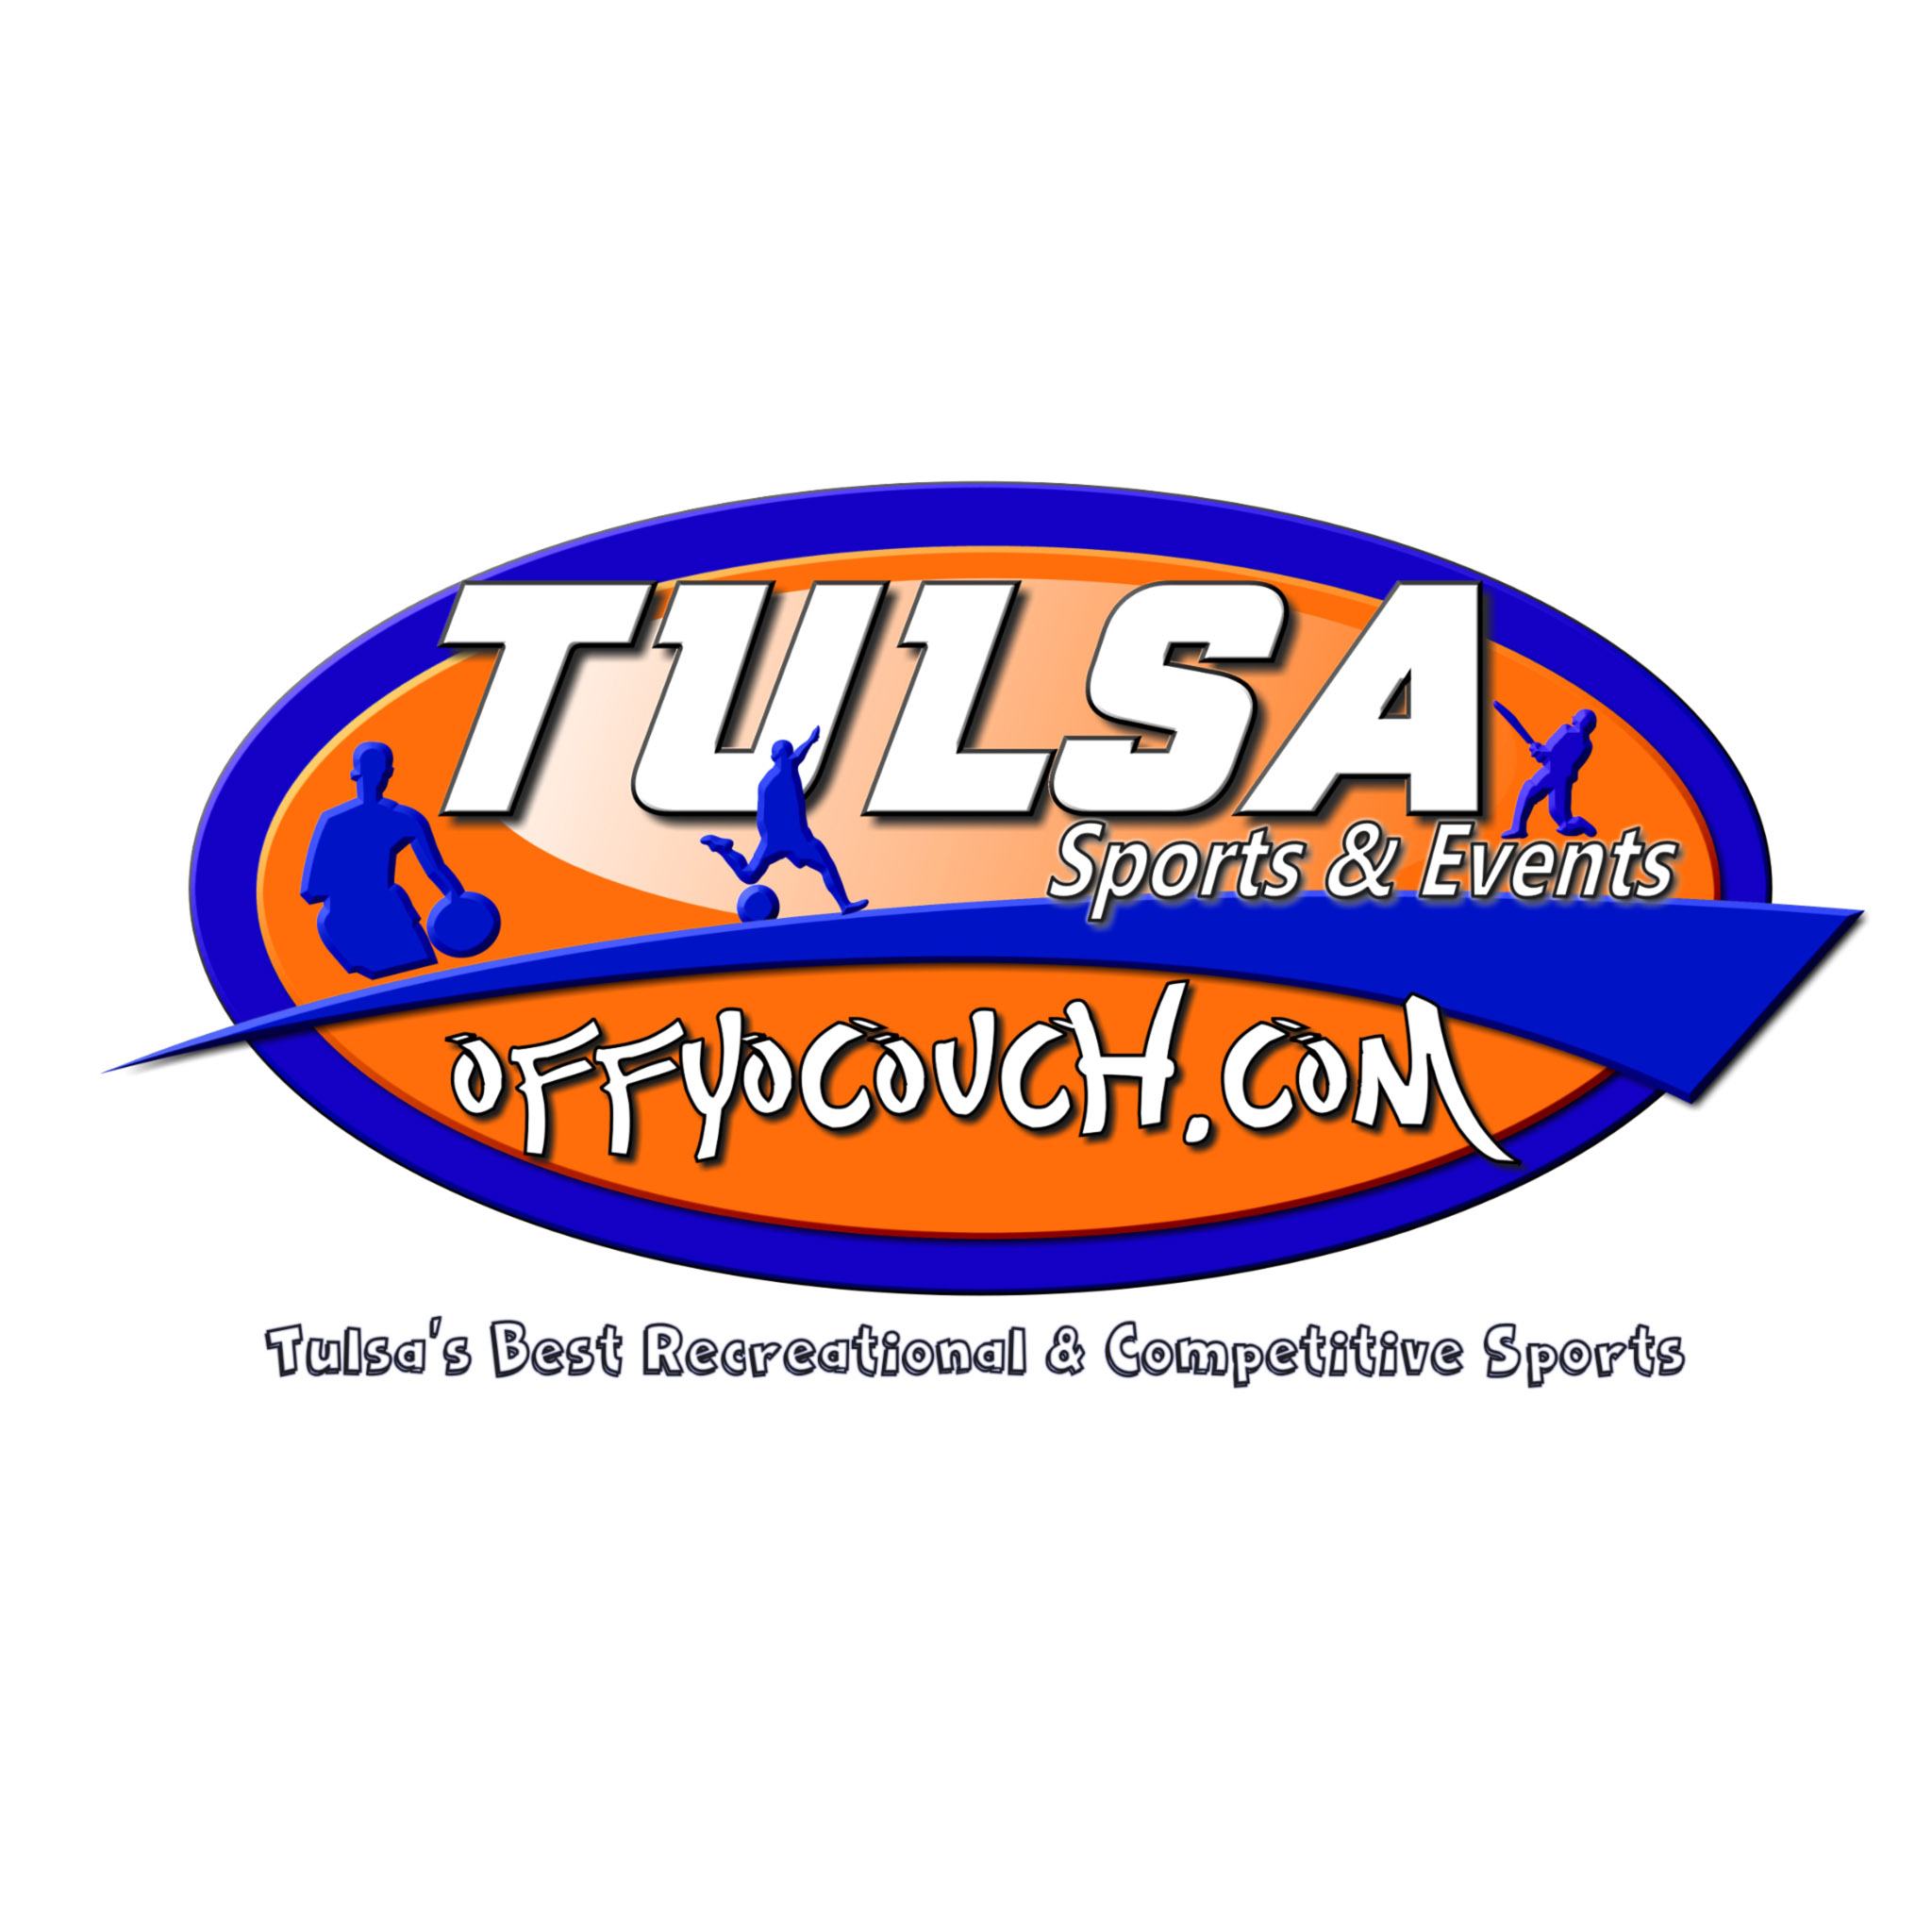 TULSA
Sports & Events
OFFYOCOUCH.COM
Tulsa's Best Recreational & Competitive Sports